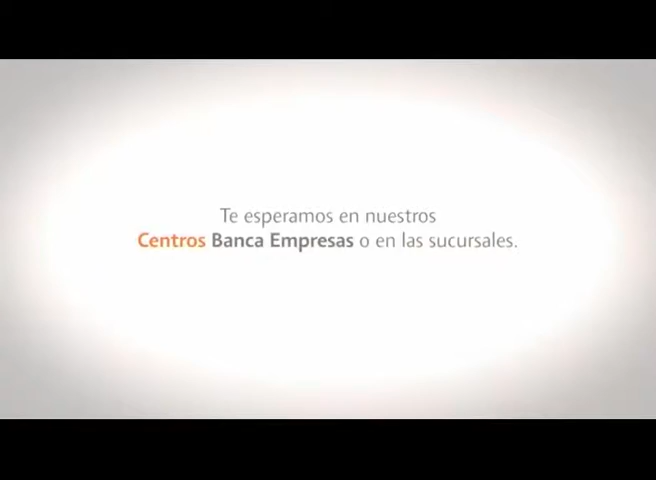 Te esperamos en nuestros
Centros Banca Empresas o en las sucursales.